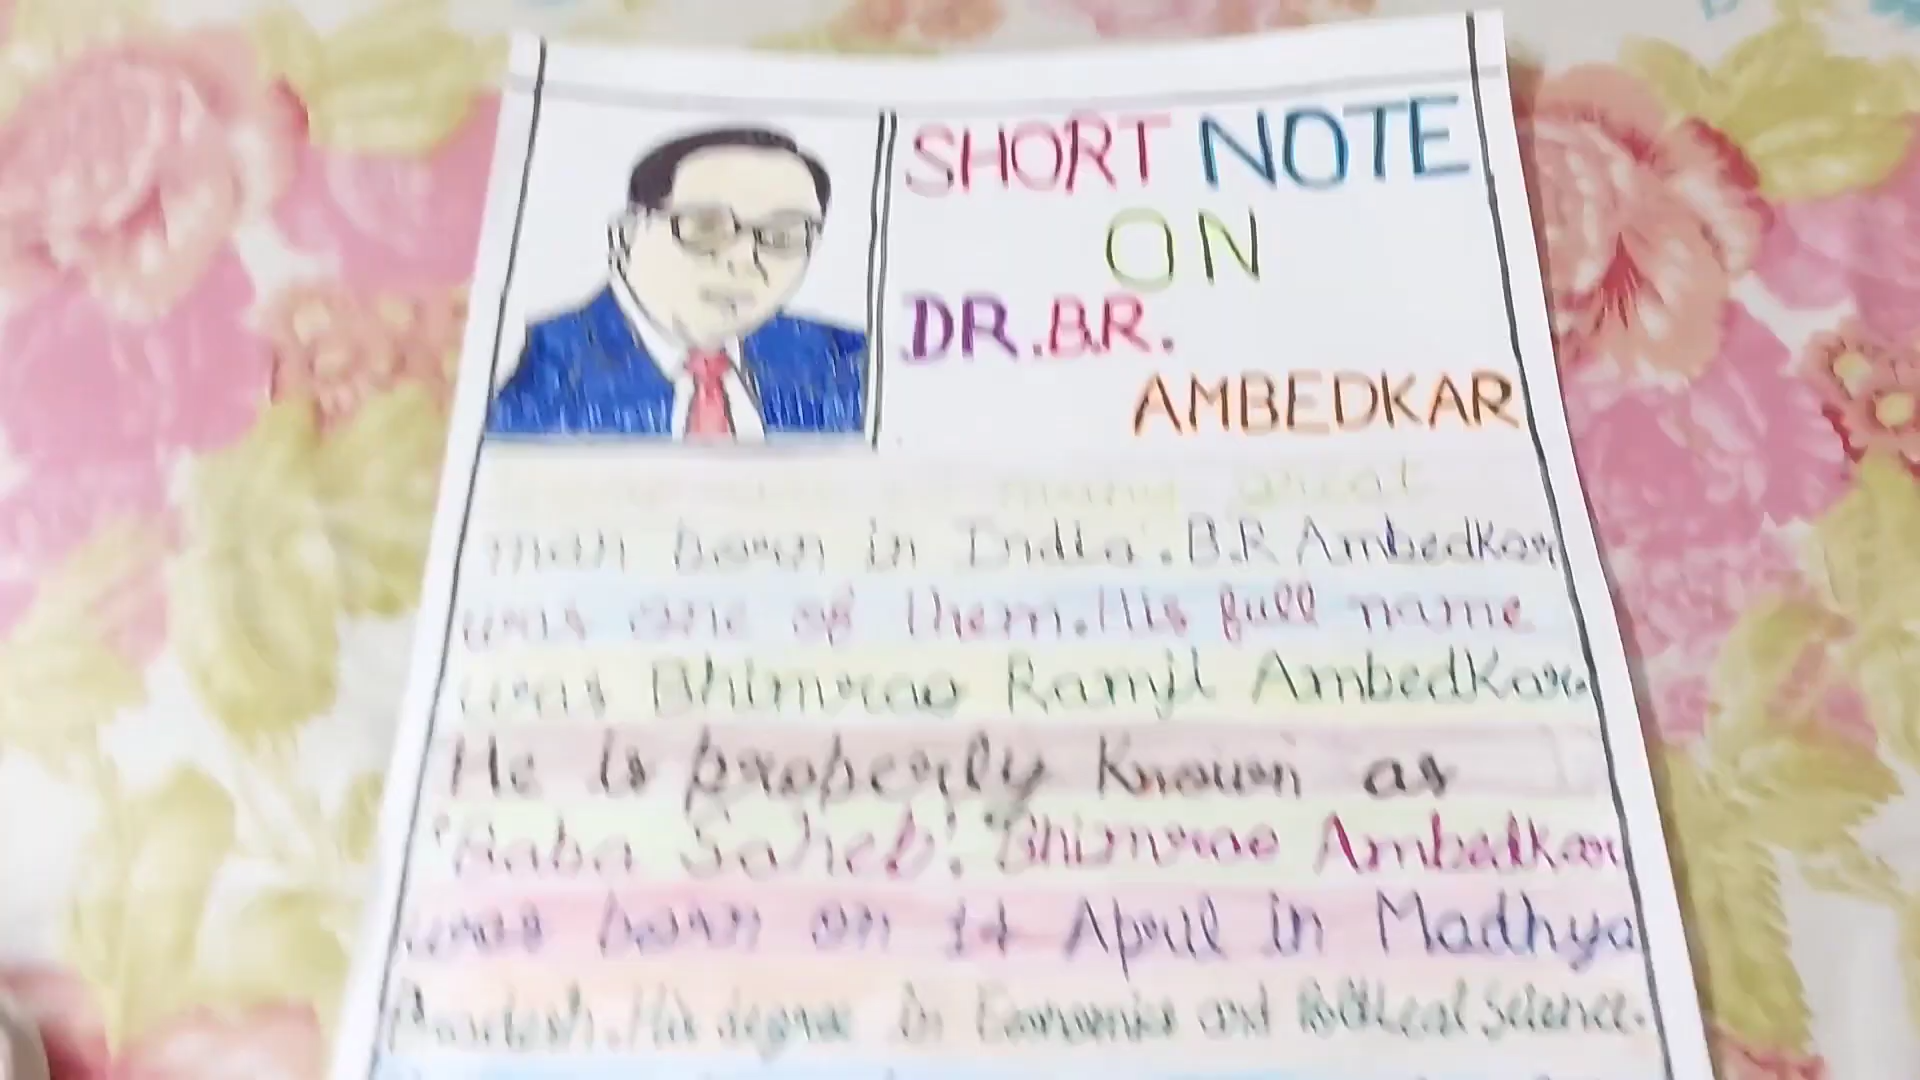 SHORT NOTE
ON
DR.B.R.
AMBEDKAR
many great
man born in India. B.R Ambedkar
was one of them. His full name
was Bhimrao Ramji Ambedkar.
He is properly known as
"Baba Saheb". Bhimrao Ambedkar
was born on 14 April in Madhya
Pradesh. His degree in Economics and Political Science.